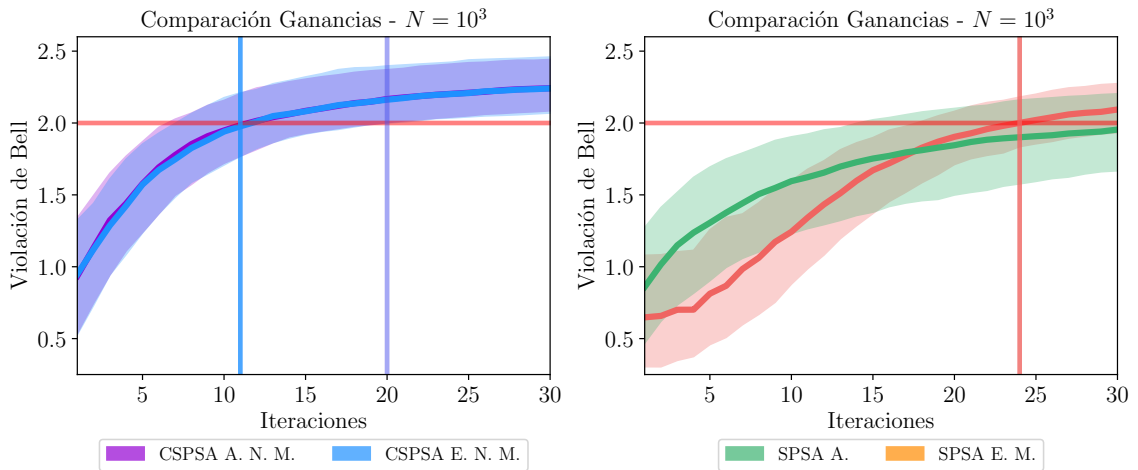 Comparación Ganancias - N = 10³
Violación de Bell
2.5
2.0
1.5
1.0
0.5
5
10
15
20
25
30
Iteraciones
CSPSA A. N. M.
CSPSA E. N. M.
Comparación Ganancias - N = 10³
Violación de Bell
2.5
2.0
1.5
1.0
0.5
5
10
15
20
25
30
Iteraciones
SPSA A.
SPSA E. M.